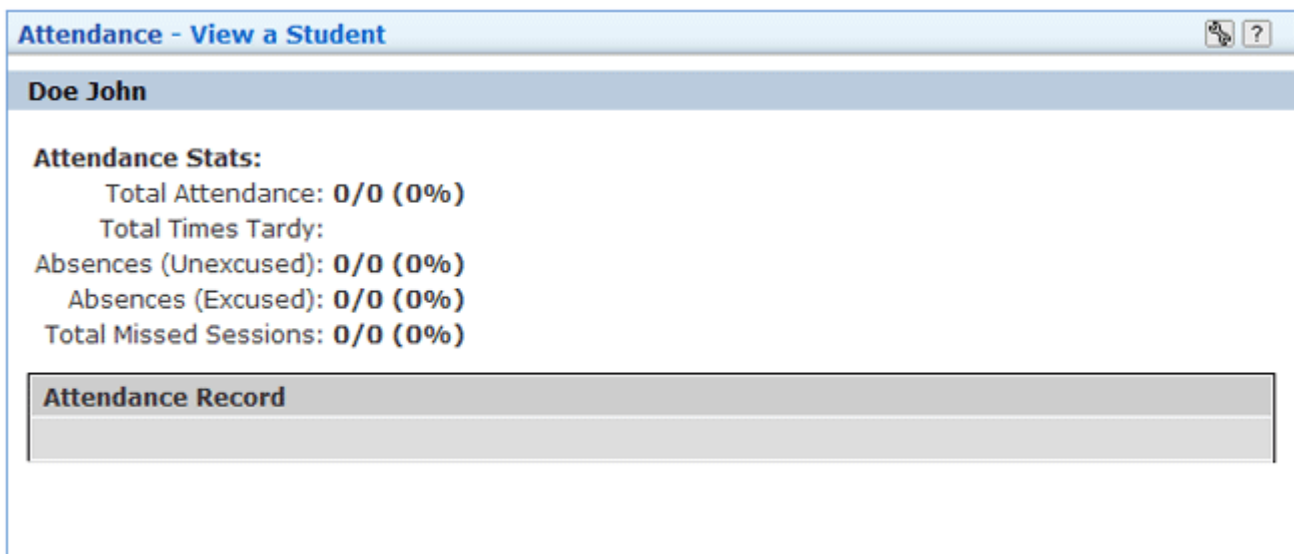 Attendance - View a Student
?
Doe John
Attendance Stats:
Total Attendance: 0/0 (0%)
Total Times Tardy:
Absences (Unexcused): 0/0 (0%)
Absences (Excused): 0/0 (0%)
Total Missed Sessions: 0/0 (0%)
Attendance Record